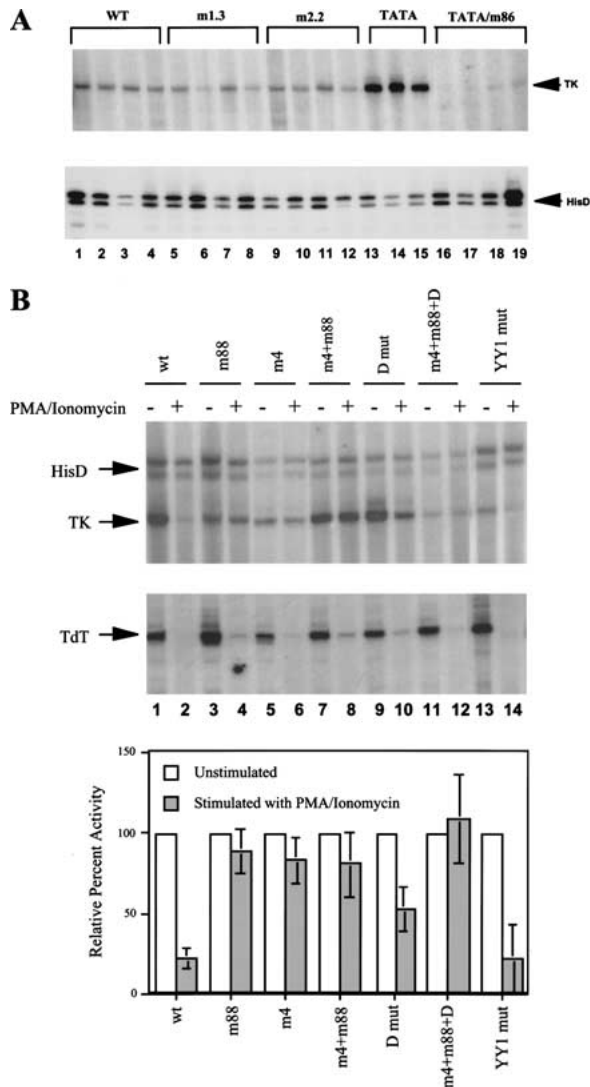 A
WT m1.3 m2.2 TATA TATA/m86
TK
HisD
1 2 3 4 5 6 7 8 9 10 11 12 13 14 15 16 17 18 19
B
wt m88 m4 m4+m88 D mut m4+m88+D YY1 mut
PMA/Ionomycin - + - + - + - + - + - + - +
HisD
TK
TdT
1 2 3 4 5 6 7 8 9 10 11 12 13 14
150
Unstimulated
Stimulated with PMA/Ionomycin
100
50
0
Relative Percent Activity
wt m88 m4 m4+m88 D mut m4+m88+D YY1 mut